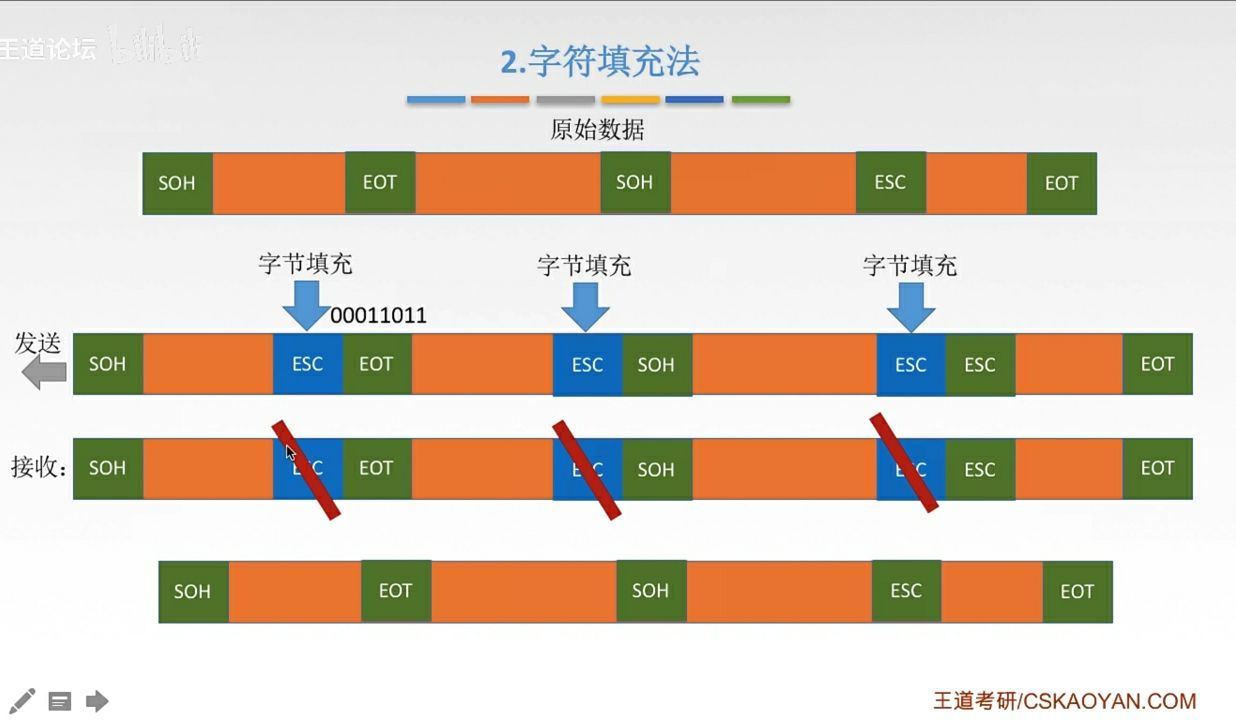 王道论坛 bilibili
2.字符填充法
原始数据
SOH EOT SOH ESC EOT
字节填充 字节填充 字节填充
00011011
发送
SOH ESC EOT ESC SOH ESC ESC EOT
接收: SOH ESC EOT ESC SOH ESC ESC EOT
SOH EOT SOH ESC EOT
王道考研/CSKAOYAN.COM